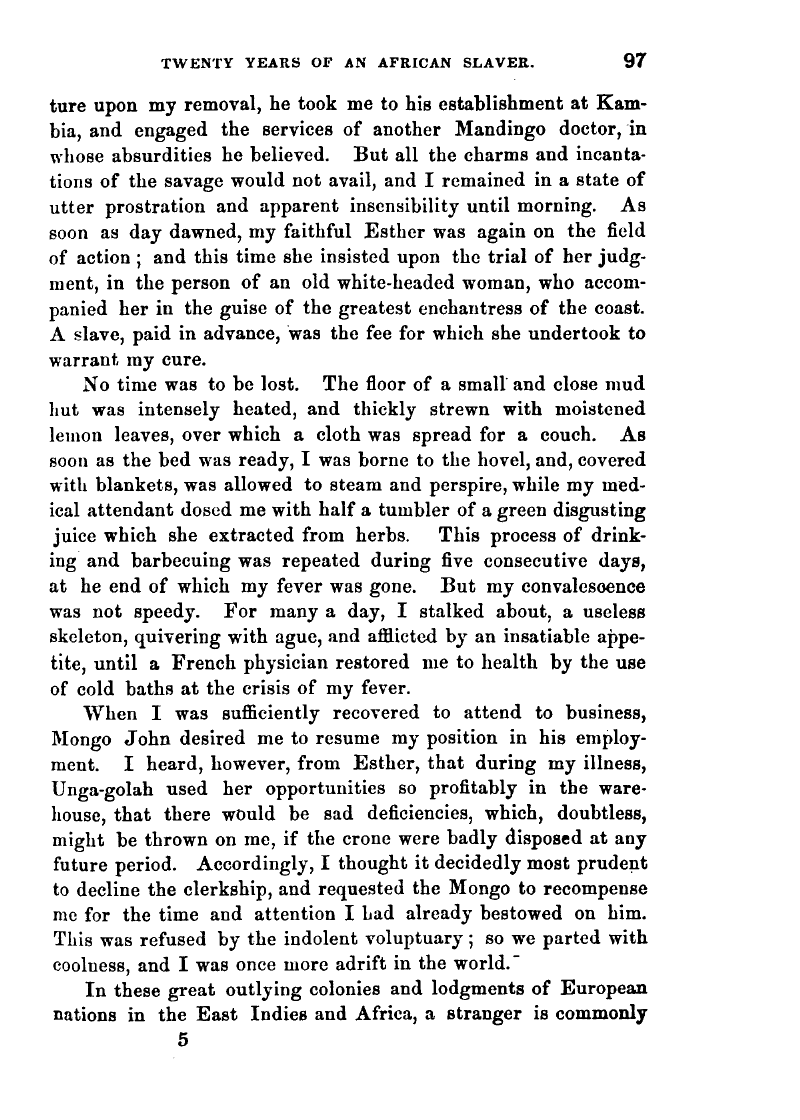 TWENTY YEARS OF AN AFRICAN SLAVER. 97
ture upon my removal, he took me to his establishment at Kam-
bia, and engaged the services of another Mandingo doctor, in
whose absurdities he believed. But all the charms and incanta-
tions of the savage would not avail, and I remained in a state of
utter prostration and apparent insensibility until morning. As
soon as day dawned, my faithful Esther was again on the field
of action ; and this time she insisted upon the trial of her judg-
ment, in the person of an old white-headed woman, who accom-
panied her in the guise of the greatest enchantress of the coast.
A slave, paid in advance, was the fee for which she undertook to
warrant my cure.
No time was to be lost. The floor of a small and close mud
hut was intensely heated, and thickly strewn with moistened
lemon leaves, over which a cloth was spread for a couch. As
soon as the bed was ready, I was borne to the hovel, and, covered
with blankets, was allowed to steam and perspire, while my med-
ical attendant dosed me with half a tumbler of a green disgusting
juice which she extracted from herbs. This process of drink-
ing and barbecuing was repeated during five consecutive days,
at he end of which my fever was gone. But my convalescence
was not speedy. For many a day, I stalked about, a useless
skeleton, quivering with ague, and afflicted by an insatiable appe-
tite, until a French physician restored me to health by the use
of cold baths at the crisis of my fever.
When I was sufficiently recovered to attend to business,
Mongo John desired me to resume my position in his employ-
ment. I heard, however, from Esther, that during my illness,
Unga-golah used her opportunities so profitably in the ware-
house, that there would be sad deficiencies, which, doubtless,
might be thrown on me, if the crone were badly disposed at any
future period. Accordingly, I thought it decidedly most prudent
to decline the clerkship, and requested the Mongo to recompense
me for the time and attention I had already bestowed on him.
This was refused by the indolent voluptuary ; so we parted with
coolness, and I was once more adrift in the world.
In these great outlying colonies and lodgments of European
nations in the East Indies and Africa, a stranger is commonly
5